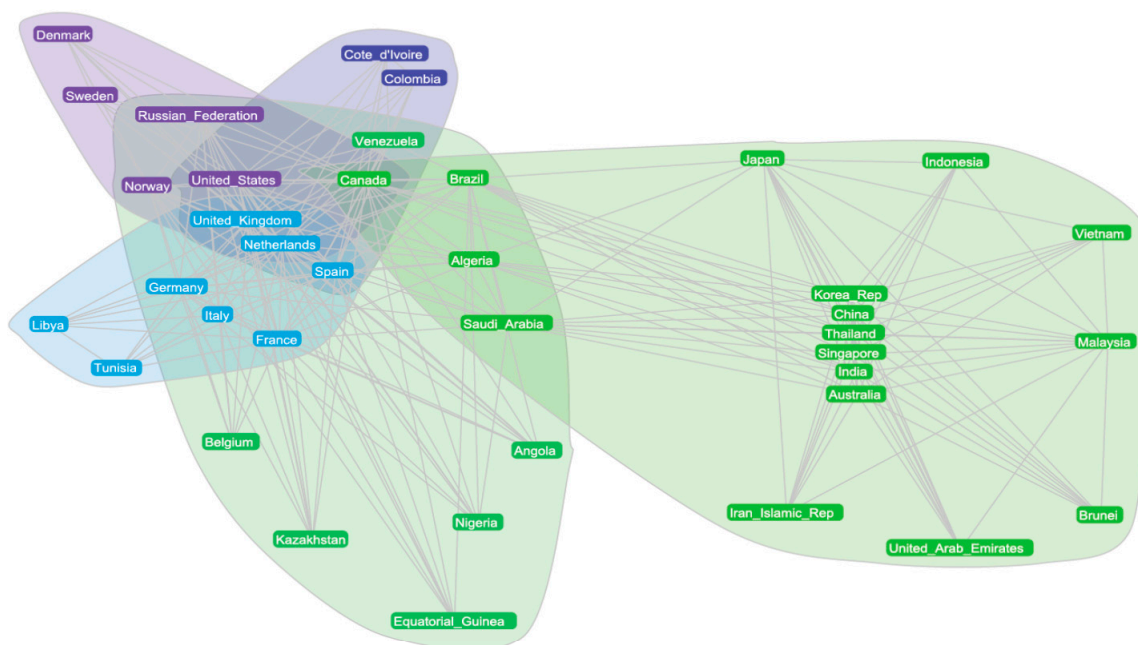 Denmark
Cote_d'Ivoire
Colombia
Sweden
Russian_Federation
Venezuela
Japan
Indonesia
Norway
United_States
Canada
Brazil
United_Kingdom
Vietnam
Netherlands
Algeria
Spain
Germany
Korea_Rep
China
Italy
Libya
Saudi_Arabia
Thailand
France
Malaysia
Singapore
Tunisia
India
Australia
Belgium
Angola
Iran_Islamic_Rep
Brunei
Nigeria
Kazakhstan
United_Arab_Emirates
Equatorial_Guinea